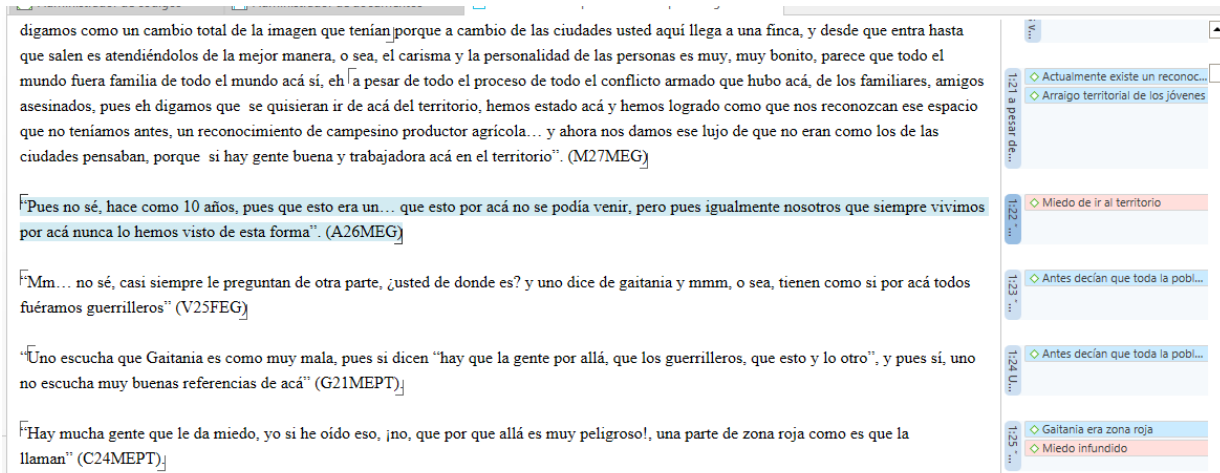 digamos como un cambio total de la imagen que tenían porque a cambio de las ciudades usted aquí llega a una finca, y desde que entra hasta
que salen es atendiéndolos de la mejor manera, o sea, el carisma y la personalidad de las personas es muy, muy bonito, parece que todo el
mundo fuera familia de todo el mundo acá sí, eh a pesar de todo el proceso de todo el conflicto armado que hubo acá, de los familiares, amigos
asesinados, pues eh digamos que se quisieran ir de acá del territorio, hemos estado acá y hemos logrado como que nos reconozcan ese espacio
que no teníamos antes, un reconocimiento de campesino productor agrícola… y ahora nos damos ese lujo de que no eran como los de las
ciudades pensaban, porque si hay gente buena y trabajadora acá en el territorio”. (M27MEG)
1:21 a pesar de...
Actualmente existe un reconoc...
Arraigo territorial de los jóvenes
“Pues no sé, hace como 10 años, pues que esto era un… que esto por acá no se podía venir, pero pues igualmente nosotros que siempre vivimos
por acá nunca lo hemos visto de esta forma”. (A26MEG)
1:22 “...
Miedo de ir al territorio
“Mm… no sé, casi siempre le preguntan de otra parte, ¿usted de donde es? y uno dice de gaitania y mmm, o sea, tienen como si por acá todos
fuéramos guerrilleros” (V25FEG)
1:23 “...
Antes decían que toda la pobl...
“Uno escucha que Gaitania es como muy mala, pues si dicen “hay que la gente por allá, que los guerrilleros, que esto y lo otro”, y pues sí, uno
no escucha muy buenas referencias de acá” (G21MEPT).
1:24 U...
Antes decían que toda la pobl...
“Hay mucha gente que le da miedo, yo si he oído eso, ¡no, que por que allá es muy peligroso!, una parte de zona roja como es que la
llaman” (C24MEPT).
1:25 “...
Gaitania era zona roja
Miedo infundido